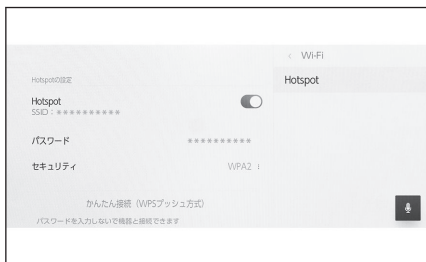 Hotspotの設定
Hotspot
SSID：＊＊＊＊＊＊＊＊＊＊
パスワード ＊＊＊＊＊＊＊＊＊＊
セキュリティ WPA2
かんたん接続（WPSプッシュ方式）
パスワードを入力しないで機器と接続できます
< Wi-Fi
Hotspot